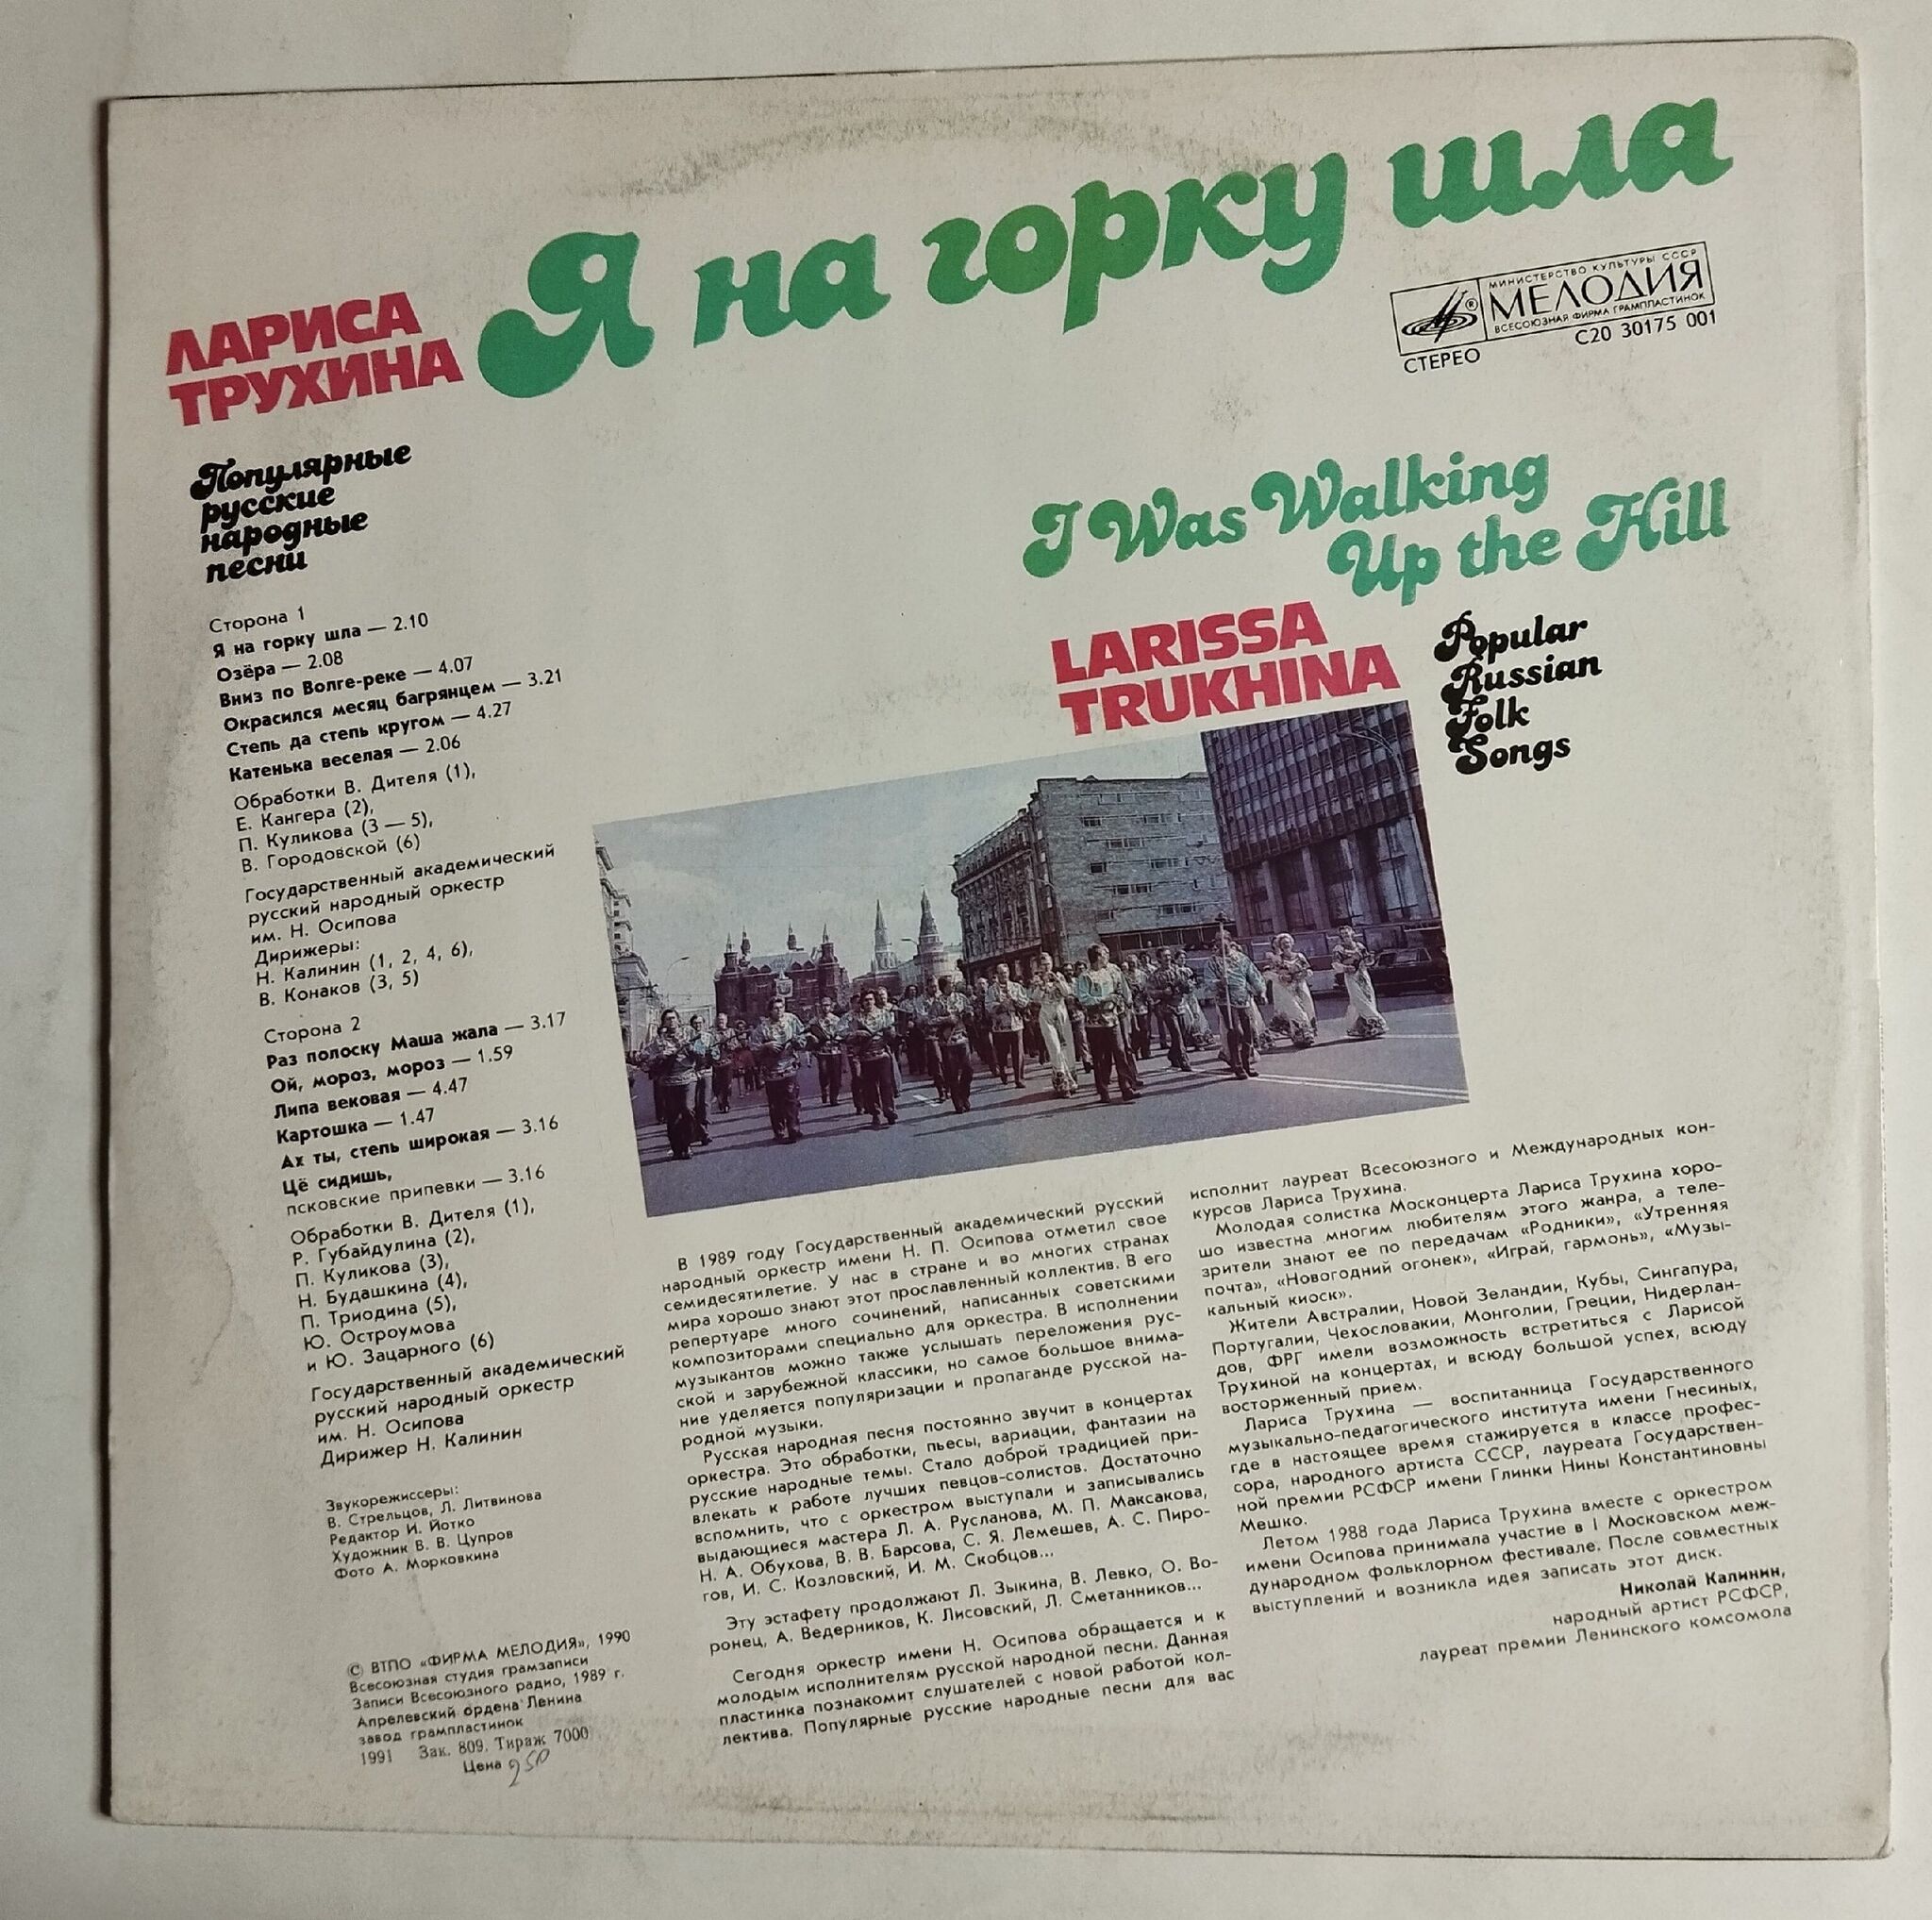 Я на горку шла
ЛАРИСА
ТРУХИНА
МИНИСТЕРСТВО КУЛЬТУРЫ СССР
МЕЛОДИЯ
ВСЕСОЮЗНАЯ ФИРМА ГРАМПЛАСТИНОК
СТЕРЕО
С20 30175 001
Популярные
русские
народные
песни
I Was Walking
Up the Hill
LARISSA
TRUKHINA
Popular
Russian
Folk
Songs
Сторона 1
Я на горку шла — 2.10
Озёра — 2.08
Вниз по Волге-реке — 4.07
Окрасился месяц багрянцем — 3.21
Степь да степь кругом — 4.27
Катенька веселая — 2.06
Обработки В. Дителя (1),
Е. Кангера (2),
П. Куликова (3 — 5),
В. Городовской (6)
Государственный академический
русский народный оркестр
им. Н. Осипова
Дирижеры:
Н. Калинин (1, 2, 4, 6),
В. Конаков (3, 5)
Сторона 2
Раз полоску Маша жала — 3.17
Ой, мороз, мороз — 1.59
Липа вековая — 4.47
Картошка — 1.47
Ах ты, степь широкая — 3.16
Цё сидишь,
псковские припевки — 3.16
Обработки В. Дителя (1),
Р. Губайдулина (2),
П. Куликова (3),
Н. Будашкина (4),
П. Триодина (5),
Ю. Остроумова
и Ю. Зацарного (6)
Государственный академический
русский народный оркестр
им. Н. Осипова
Дирижер Н. Калинин
Звукорежиссеры:
В. Стрельцов, Л. Литвинова
Редактор И. Йотко
Художник В. В. Цупров
Фото А. Морковкина
© ВТПО «ФИРМА МЕЛОДИЯ», 1990
Всесоюзная студия грамзаписи
Записи Всесоюзного радио, 1989 г.
Апрелевский ордена Ленина
завод грампластинок
1991 Зак. 809. Тираж 7000
Цена 250
В 1989 году Государственный академический русский
народный оркестр имени Н. П. Осипова отметил свое
семидесятилетие. У нас в стране и во многих странах
мира хорошо знают этот прославленный коллектив. В его
репертуаре много сочинений, написанных советскими
композиторами специально для оркестра. В исполнении
музыкантов можно также услышать переложения рус-
ской и зарубежной классики, но самое большое внима-
ние уделяется популяризации и пропаганде русской на-
родной музыки.
Русская народная песня постоянно звучит в концертах
оркестра. Это обработки, пьесы, вариации, фантазии на
русские народные темы. Стало доброй традицией при-
влекать к работе лучших певцов-солистов. Достаточно
вспомнить, что с оркестром выступали и записывались
выдающиеся мастера Л. А. Русланова, М. П. Максакова,
Н. А. Обухова, В. В. Барсова, С. Я. Лемешев, А. С. Пиро-
гов, И. С. Козловский, И. М. Скобцов...
Эту эстафету продолжают Л. Зыкина, В. Левко, О. Во-
ронец, А. Ведерников, К. Лисовский, Л. Сметанников...
Сегодня оркестр имени Н. Осипова обращается и к
молодым исполнителям русской народной песни. Данная
пластинка познакомит слушателей с новой работой кол-
лектива. Популярные русские народные песни для вас
исполнит лауреат Всесоюзного и Международных кон-
курсов Лариса Трухина.
Молодая солистка Москонцерта Лариса Трухина хоро-
шо известна многим любителям этого жанра, а теле-
зрители знают ее по передачам «Родники», «Утренняя
почта», «Новогодний огонек», «Играй, гармонь», «Музы-
кальный киоск».
Жители Австралии, Новой Зеландии, Кубы, Сингапура,
Португалии, Чехословакии, Монголии, Греции, Нидерлан-
дов, ФРГ имели возможность встретиться с Ларисой
Трухиной на концертах, и всюду большой успех, всюду
восторженный прием.
Лариса Трухина — воспитанница Государственного
музыкально-педагогического института имени Гнесиных,
где в настоящее время стажируется в классе профес-
сора, народного артиста СССР, лауреата Государствен-
ной премии РСФСР имени Глинки Нины Константиновны
Мешко.
Летом 1988 года Лариса Трухина вместе с оркестром
имени Осипова принимала участие в I Московском меж-
дународном фольклорном фестивале. После совместных
выступлений и возникла идея записать этот диск.
Николай Калинин,
народный артист РСФСР,
лауреат премии Ленинского комсомола